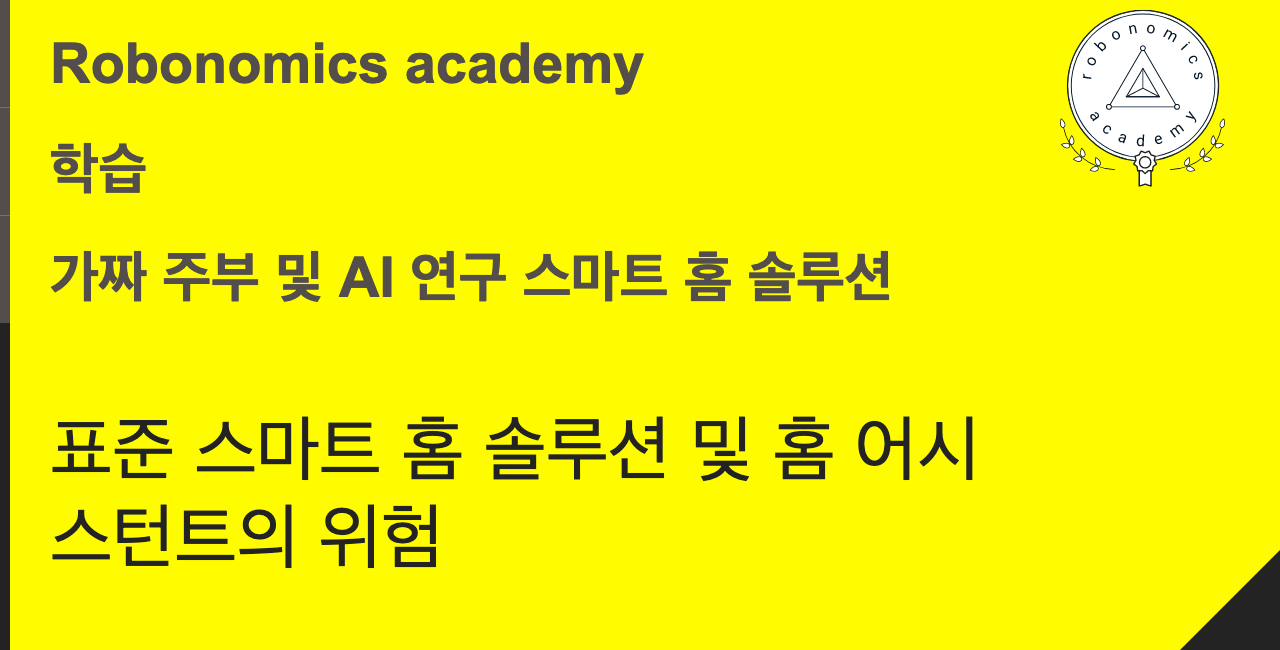 Robonomics academy
학습
가짜 주부 및 AI 연구 스마트 홈 솔루션
표준 스마트 홈 솔루션 및 홈 어시
스턴트의 위험
robonomics
academy